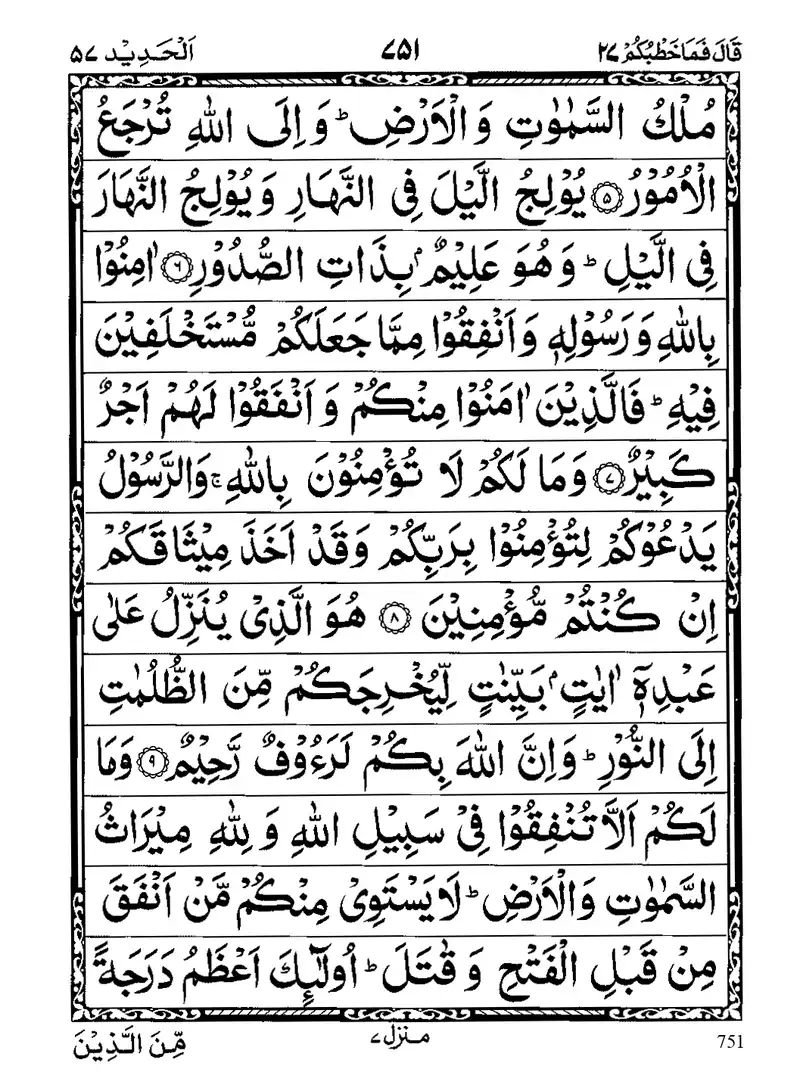 قَالَ فَمَاخَطْبُكُمْ ٢٧ ٧٥١ اَلْحَدِيْد ٥٧
مُلْكُ السَّمٰوٰتِ وَ الْاَرْضِ ؕ وَ اِلَى اللّٰهِ تُرْجَعُ
الْاُمُوْرُ ۝٥ يُوْلِجُ الَّيْلَ فِي النَّهَارِ وَ يُوْلِجُ النَّهَارَ
فِي الَّيْلِ ؕ وَ هُوَ عَلِيْمٌۢ بِذَاتِ الصُّدُوْرِ ۝٦ اٰمِنُوْا
بِاللّٰهِ وَ رَسُوْلِهٖ وَ اَنْفِقُوْا مِمَّا جَعَلَكُمْ مُّسْتَخْلَفِيْنَ
فِيْهِ ؕ فَالَّذِيْنَ اٰمَنُوْا مِنْكُمْ وَ اَنْفَقُوْا لَهُمْ اَجْرٌ
كَبِيْرٌ ۝٧ وَ مَا لَكُمْ لَا تُؤْمِنُوْنَ بِاللّٰهِ ۚ وَالرَّسُوْلُ
يَدْعُوْكُمْ لِتُؤْمِنُوْا بِرَبِّكُمْ وَ قَدْ اَخَذَ مِيْثَاقَكُمْ
اِنْ كُنْتُمْ مُّؤْمِنِيْنَ ۝٨ هُوَ الَّذِيْ يُنَزِّلُ عَلٰى
عَبْدِهٖۤ اٰيٰتٍۭ بَيِّنٰتٍ لِّيُخْرِجَكُمْ مِّنَ الظُّلُمٰتِ
اِلَى النُّوْرِ ؕ وَ اِنَّ اللّٰهَ بِكُمْ لَرَءُوْفٌ رَّحِيْمٌ ۝٩ وَ مَا
لَكُمْ اَلَّا تُنْفِقُوْا فِيْ سَبِيْلِ اللّٰهِ وَ لِلّٰهِ مِيْرَاثُ
السَّمٰوٰتِ وَ الْاَرْضِ ؕ لَا يَسْتَوِيْ مِنْكُمْ مَّنْ اَنْفَقَ
مِنْ قَبْلِ الْفَتْحِ وَ قٰتَلَ ؕ اُولٰٓئِكَ اَعْظَمُ دَرَجَةً
751 منزل ٧ مِّنَ الَّذِيْنَ